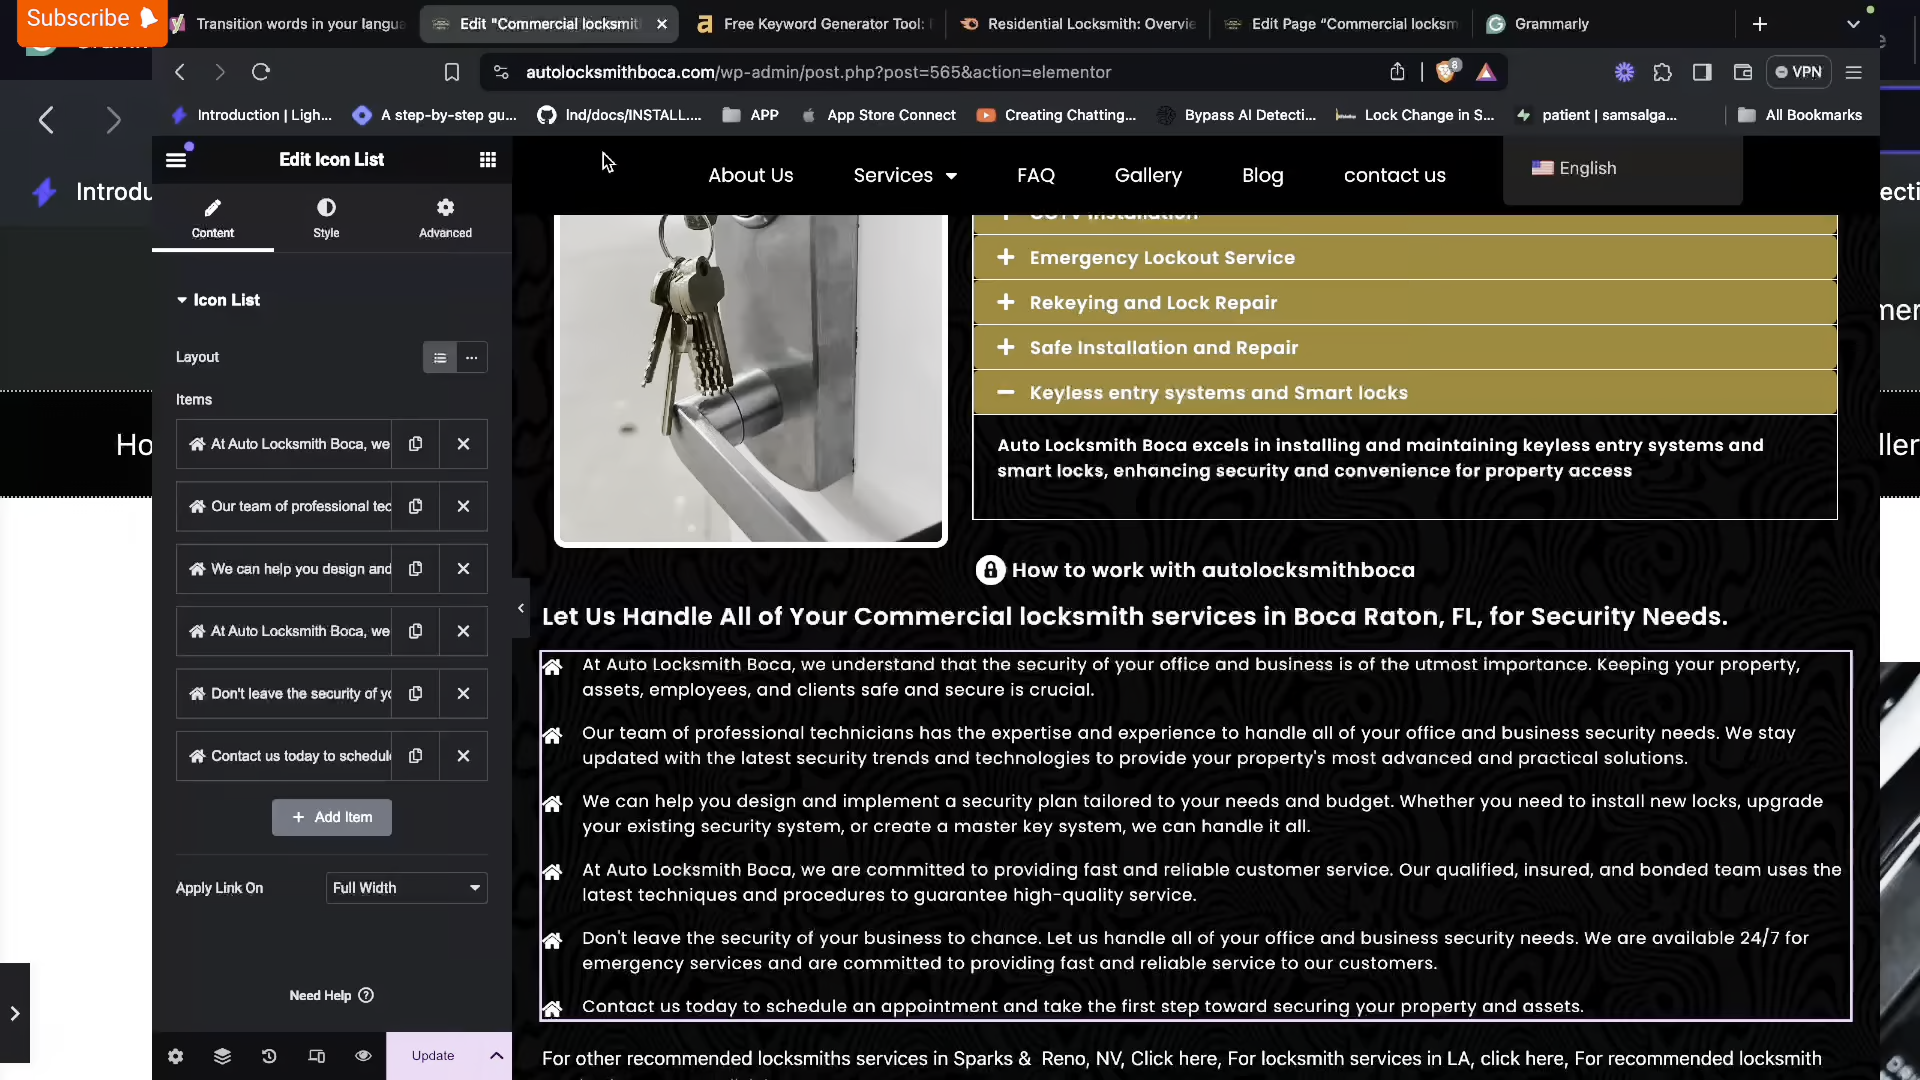 Subscribe
Transition words in your langua
Edit "Commercial locksmit
Free Keyword Generator Tool:
Residential Locksmith: Overvie
Edit Page "Commercial locksm
Grammarly
autolocksmithboca.com/wp-admin/post.php?post=565&action=elementor
8
VPN
Introduction | Ligh...
A step-by-step gu...
lnd/docs/INSTALL....
APP
App Store Connect
Creating Chatting...
Bypass AI Detecti...
Lock Change in S...
patient | samsalga...
All Bookmarks
Introdu
Edit Icon List
Content
Style
Advanced
About Us
Services
FAQ
Gallery
Blog
contact us
English
CCTV Installation
Emergency Lockout Service
Rekeying and Lock Repair
Safe Installation and Repair
Keyless entry systems and Smart locks
Auto Locksmith Boca excels in installing and maintaining keyless entry systems and
smart locks, enhancing security and convenience for property access
Icon List
Layout
Items
At Auto Locksmith Boca, we
Our team of professional tec
We can help you design and
At Auto Locksmith Boca, we
Don't leave the security of yo
Contact us today to schedule
+ Add Item
Apply Link On
Full Width
Need Help
Update
How to work with autolocksmithboca
Let Us Handle All of Your Commercial locksmith services in Boca Raton, FL, for Security Needs.
At Auto Locksmith Boca, we understand that the security of your office and business is of the utmost importance. Keeping your property,
assets, employees, and clients safe and secure is crucial.
Our team of professional technicians has the expertise and experience to handle all of your office and business security needs. We stay
updated with the latest security trends and technologies to provide your property's most advanced and practical solutions.
We can help you design and implement a security plan tailored to your needs and budget. Whether you need to install new locks, upgrade
your existing security system, or create a master key system, we can handle it all.
At Auto Locksmith Boca, we are committed to providing fast and reliable customer service. Our qualified, insured, and bonded team uses the
latest techniques and procedures to guarantee high-quality service.
Don't leave the security of your business to chance. Let us handle all of your office and business security needs. We are available 24/7 for
emergency services and are committed to providing fast and reliable service to our customers.
Contact us today to schedule an appointment and take the first step toward securing your property and assets.
For other recommended locksmiths services in Sparks & Reno, NV, Click here, For locksmith services in LA, click here, For recommended locksmith